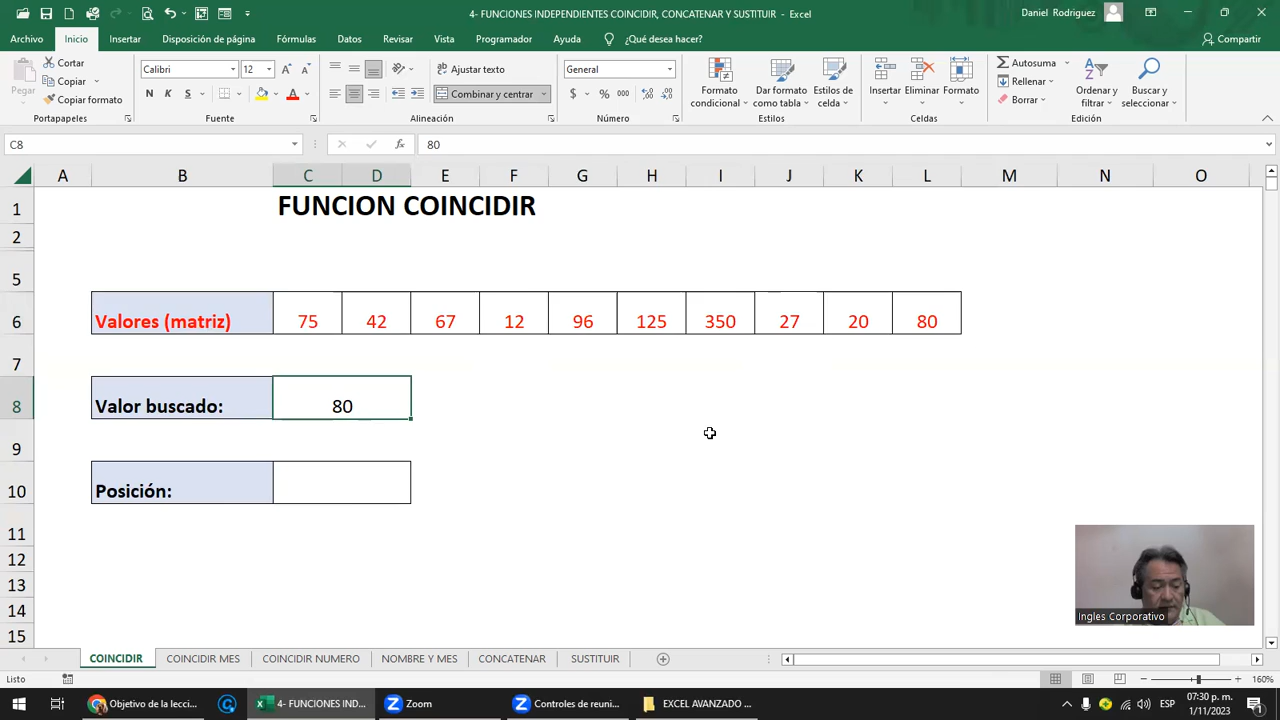 4- FUNCIONES INDEPENDIENTES COINCIDIR, CONCATENAR Y SUSTITUIR - Excel
Daniel Rodriguez
Archivo Inicio Insertar Disposición de página Fórmulas Datos Revisar Vista Programador Ayuda ¿Qué desea hacer? Compartir
Pegar
Cortar
Copiar
Copiar formato
Portapapeles
Calibri 12
N K S
Fuente
Ajustar texto
Combinar y centrar
Alineación
General
$ % 000
Número
Formato condicional
Dar formato como tabla
Estilos de celda
Estilos
Insertar Eliminar Formato
Celdas
Autosuma
Rellenar
Borrar
Ordenar y filtrar
Buscar y seleccionar
Edición
C8 fx 80
A B C D E F G H I J K L M N O
1 FUNCION COINCIDIR
2
5
6 Valores (matriz) 75 42 67 12 96 125 350 27 20 80
7
8 Valor buscado: 80
9
10 Posición:
11
12
13
14
15
Ingles Corporativo
COINCIDIR COINCIDIR MES COINCIDIR NUMERO NOMBRE Y MES CONCATENAR SUSTITUIR
Listo 160%
Objetivo de la lecci... 4- FUNCIONES IND... Zoom Controles de reuni... EXCEL AVANZADO ... ESP 07:30 p. m.
1/11/2023